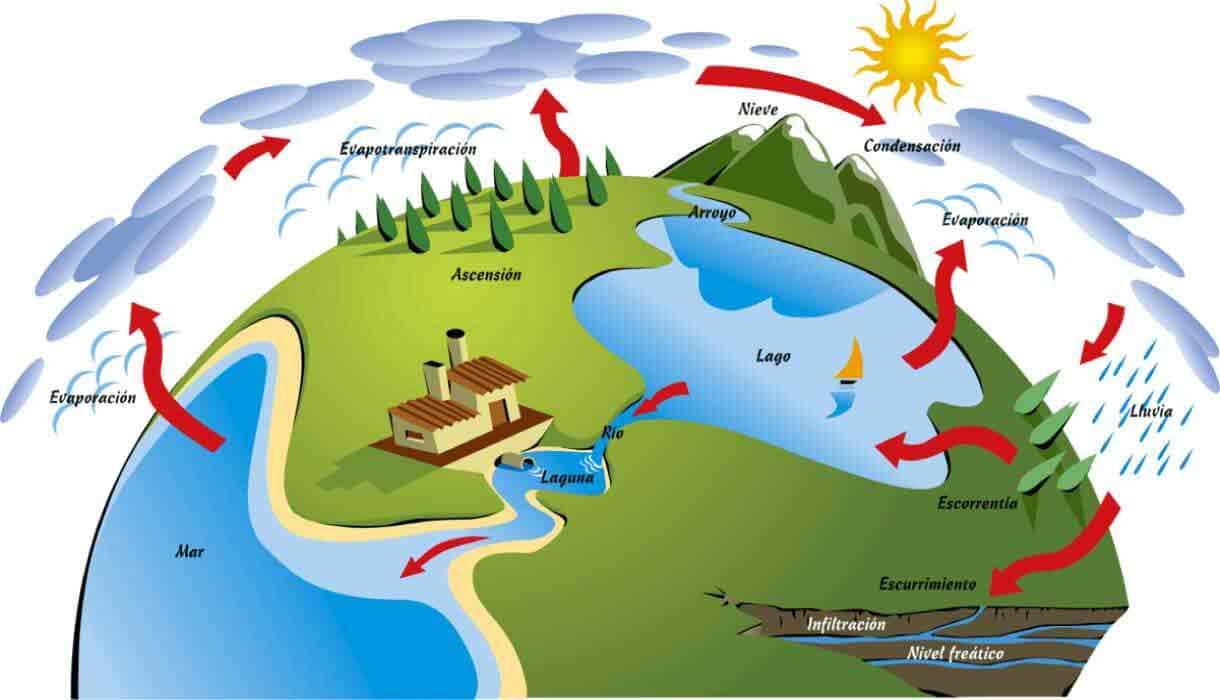 Nieve
Condensación
Evapotranspiración
Arroyo
Evaporación
Ascensión
Lago
Evaporación
Lluvia
Río
Laguna
Escorrentía
Mar
Escurrimiento
Infiltración
Nivel freático